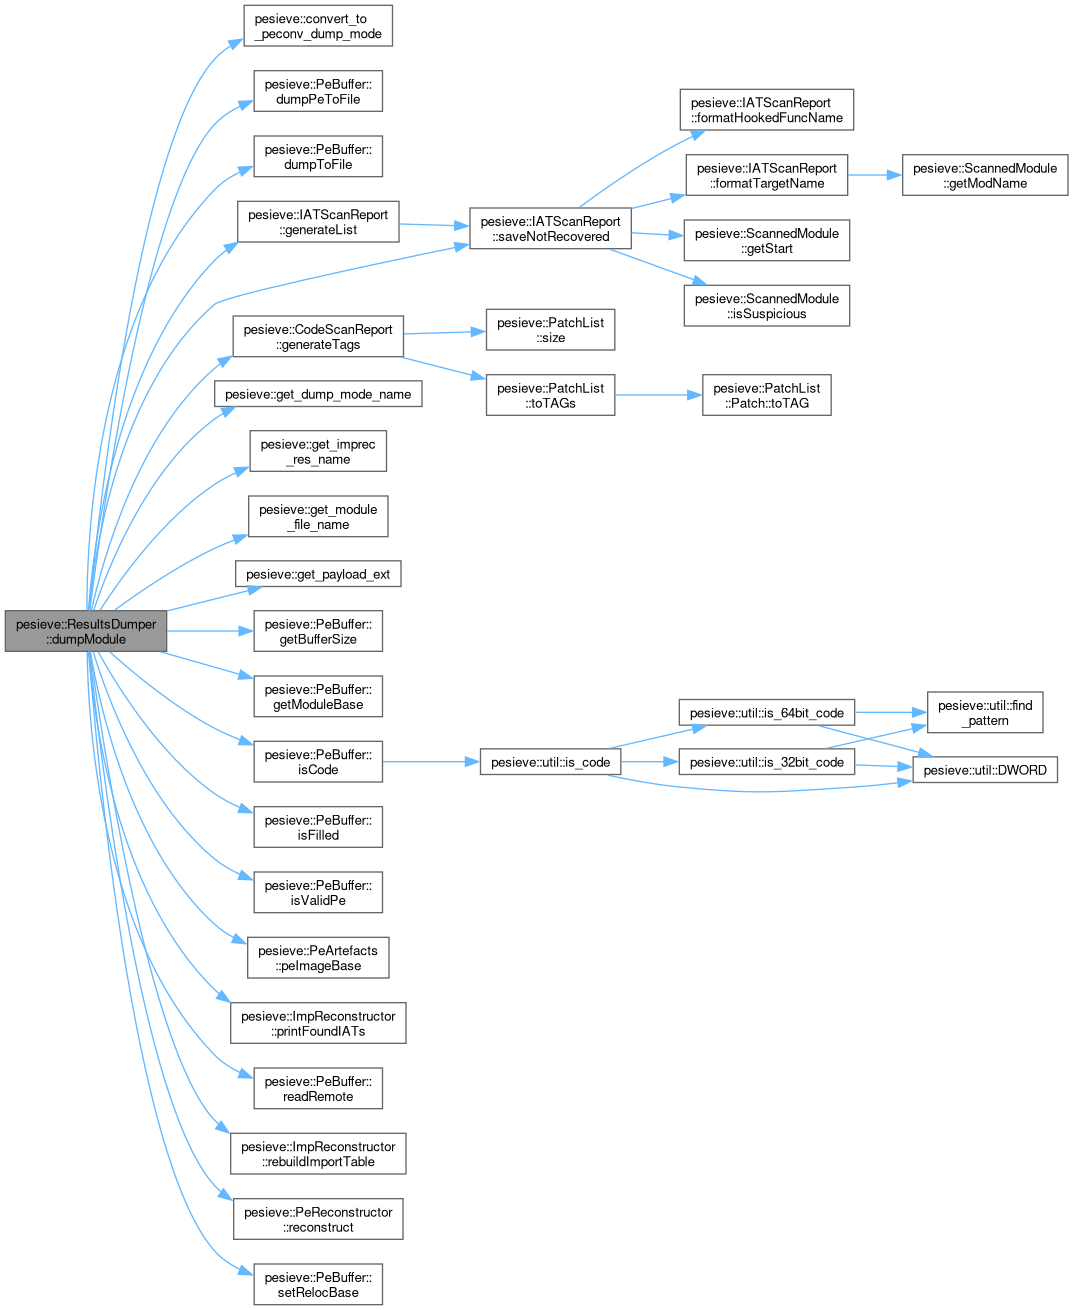 pesieve::ResultsDumper
::dumpModule
pesieve::convert_to
_peconv_dump_mode
pesieve::PeBuffer::
dumpPeToFile
pesieve::PeBuffer::
dumpToFile
pesieve::IATScanReport
::generateList
pesieve::IATScanReport
::saveNotRecovered
pesieve::IATScanReport
::formatHookedFuncName
pesieve::IATScanReport
::formatTargetName
pesieve::ScannedModule
::getModName
pesieve::ScannedModule
::getStart
pesieve::ScannedModule
::isSuspicious
pesieve::CodeScanReport
::generateTags
pesieve::PatchList
::size
pesieve::PatchList
::toTAGs
pesieve::PatchList
::Patch::toTAG
pesieve::get_dump_mode_name
pesieve::get_imprec
_res_name
pesieve::get_module
_file_name
pesieve::get_payload_ext
pesieve::PeBuffer::
getBufferSize
pesieve::PeBuffer::
getModuleBase
pesieve::PeBuffer::
isCode
pesieve::util::is_code
pesieve::util::is_64bit_code
pesieve::util::is_32bit_code
pesieve::util::find
_pattern
pesieve::util::DWORD
pesieve::PeBuffer::
isFilled
pesieve::PeBuffer::
isValidPe
pesieve::PeArtefacts
::peImageBase
pesieve::ImpReconstructor
::printFoundIATs
pesieve::PeBuffer::
readRemote
pesieve::ImpReconstructor
::rebuildImportTable
pesieve::PeReconstructor
::reconstruct
pesieve::PeBuffer::
setRelocBase